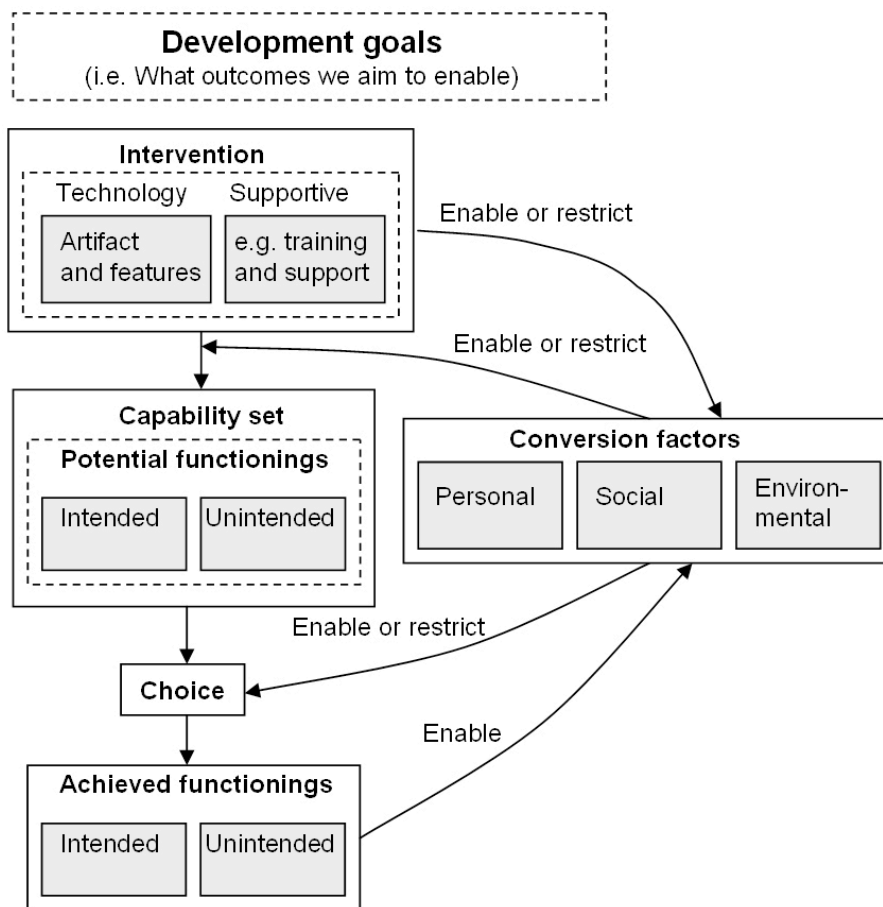 Development goals
(i.e. What outcomes we aim to enable)
Intervention
Technology
Supportive
Artifact
and features
e.g. training
and support
Enable or restrict
Enable or restrict
Capability set
Potential functionings
Intended
Unintended
Conversion factors
Personal
Social
Environ-
mental
Enable or restrict
Choice
Enable
Achieved functionings
Intended
Unintended